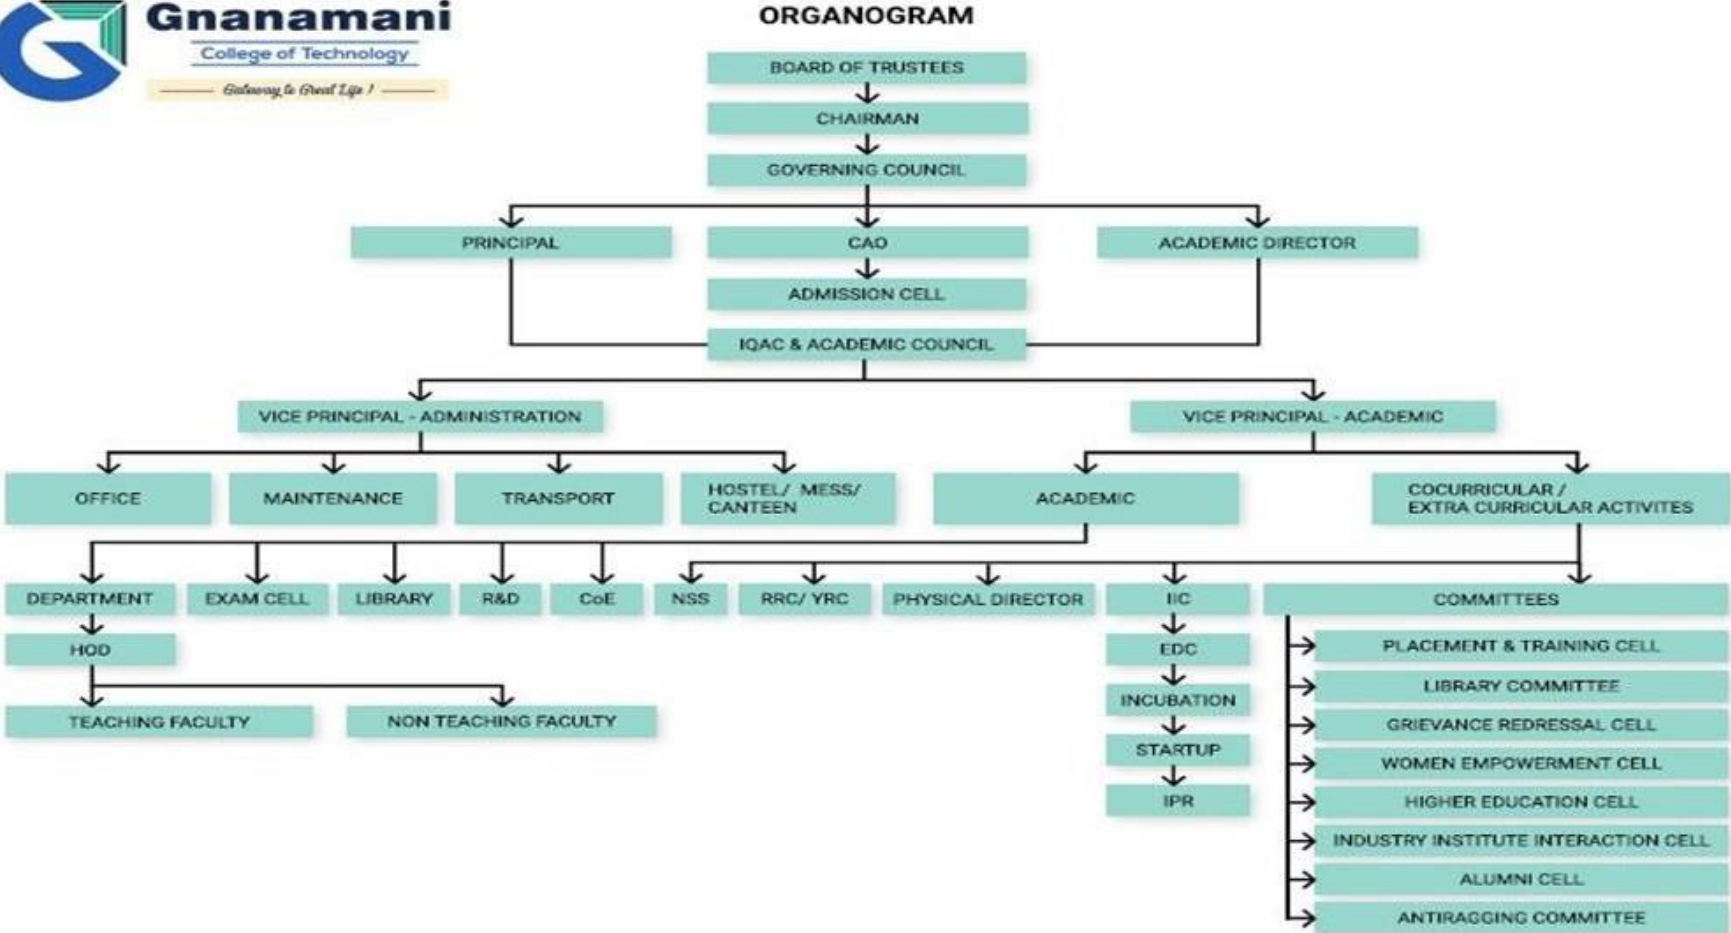 Gnanamani
College of Technology
Gateway to Great Life !
ORGANOGRAM
BOARD OF TRUSTEES
CHAIRMAN
GOVERNING COUNCIL
PRINCIPAL
CAO
ACADEMIC DIRECTOR
ADMISSION CELL
IQAC & ACADEMIC COUNCIL
VICE PRINCIPAL - ADMINISTRATION
VICE PRINCIPAL - ACADEMIC
OFFICE
MAINTENANCE
TRANSPORT
HOSTEL/ MESS/
CANTEEN
ACADEMIC
COCURRICULAR /
EXTRA CURRICULAR ACTIVITES
DEPARTMENT
EXAM CELL
LIBRARY
R&D
CoE
NSS
RRC/ YRC
PHYSICAL DIRECTOR
IIC
COMMITTEES
HOD
TEACHING FACULTY
NON TEACHING FACULTY
EDC
INCUBATION
STARTUP
IPR
PLACEMENT & TRAINING CELL
LIBRARY COMMITTEE
GRIEVANCE REDRESSAL CELL
WOMEN EMPOWERMENT CELL
HIGHER EDUCATION CELL
INDUSTRY INSTITUTE INTERACTION CELL
ALUMNI CELL
ANTIRAGGING COMMITTEE